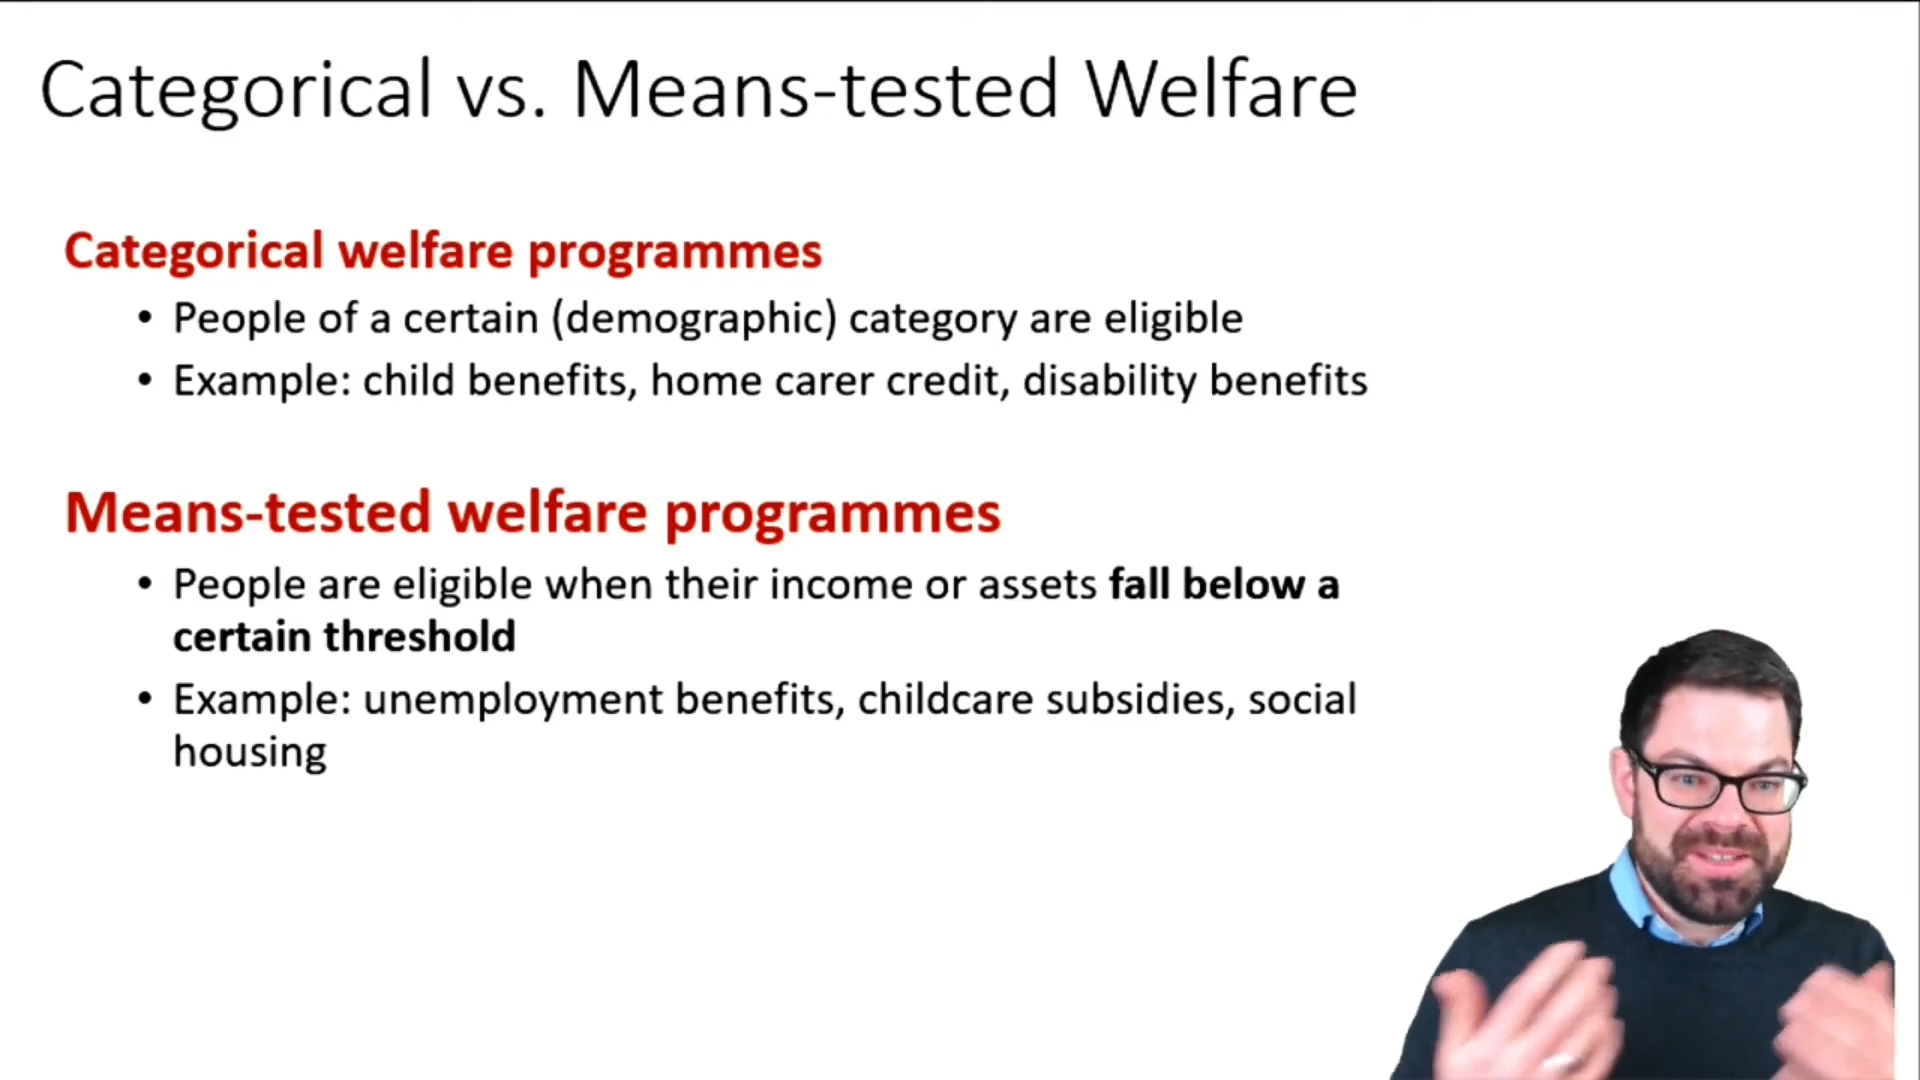 Categorical vs. Means-tested Welfare
Categorical welfare programmes
• People of a certain (demographic) category are eligible
• Example: child benefits, home carer credit, disability benefits
Means-tested welfare programmes
• People are eligible when their income or assets fall below a
certain threshold
• Example: unemployment benefits, childcare subsidies, social
housing